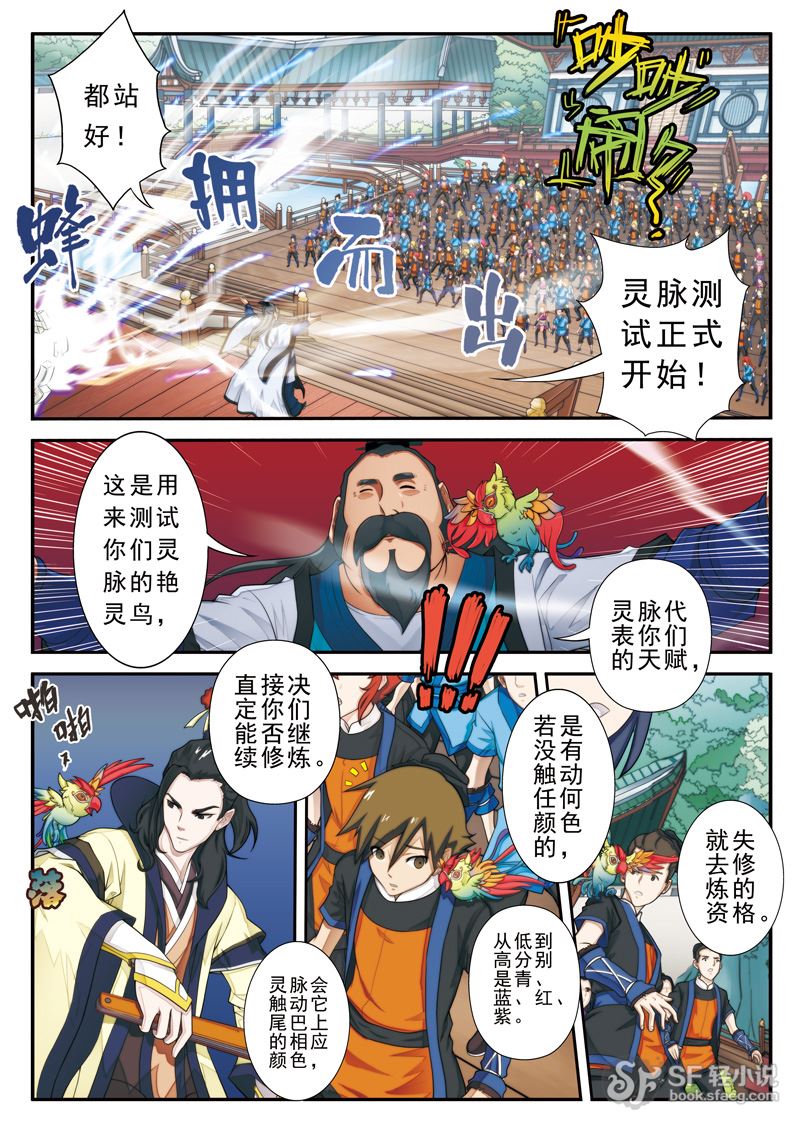 吵吵
闹久~
都站
好！
蜂拥而出
灵脉测
试正式
开始！
这是用
来测试
你们灵
脉的艳
灵鸟，
灵脉代
表你们
的天赋，
!!!
直接决
定你们
能否继
续修炼。
啪啪
落
灵脉会
触动它
尾巴上
的相应
颜色
从低到
高分别
是青、
蓝、红、
紫。
若是
没有
触动
任何
颜色
的，
就失
去修
炼的
资格。
SF轻小说
book.sfacg.com